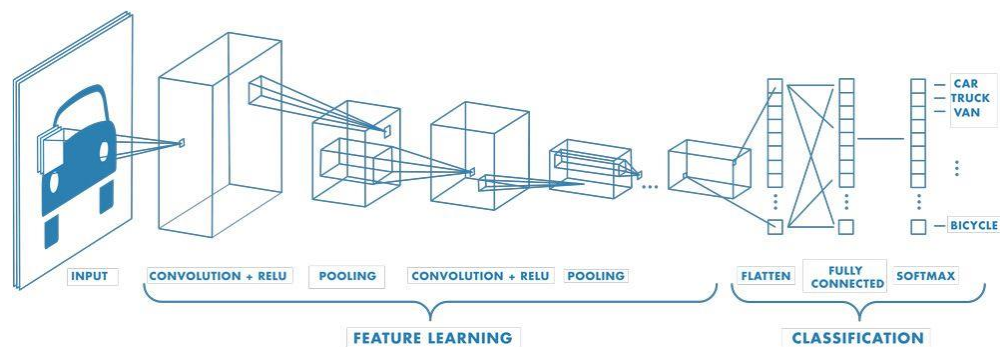 CAR
TRUCK
VAN
BICYCLE
INPUT
CONVOLUTION + RELU
POOLING
CONVOLUTION + RELU
POOLING
FLATTEN
FULLY
CONNECTED
SOFTMAX
FEATURE LEARNING
CLASSIFICATION